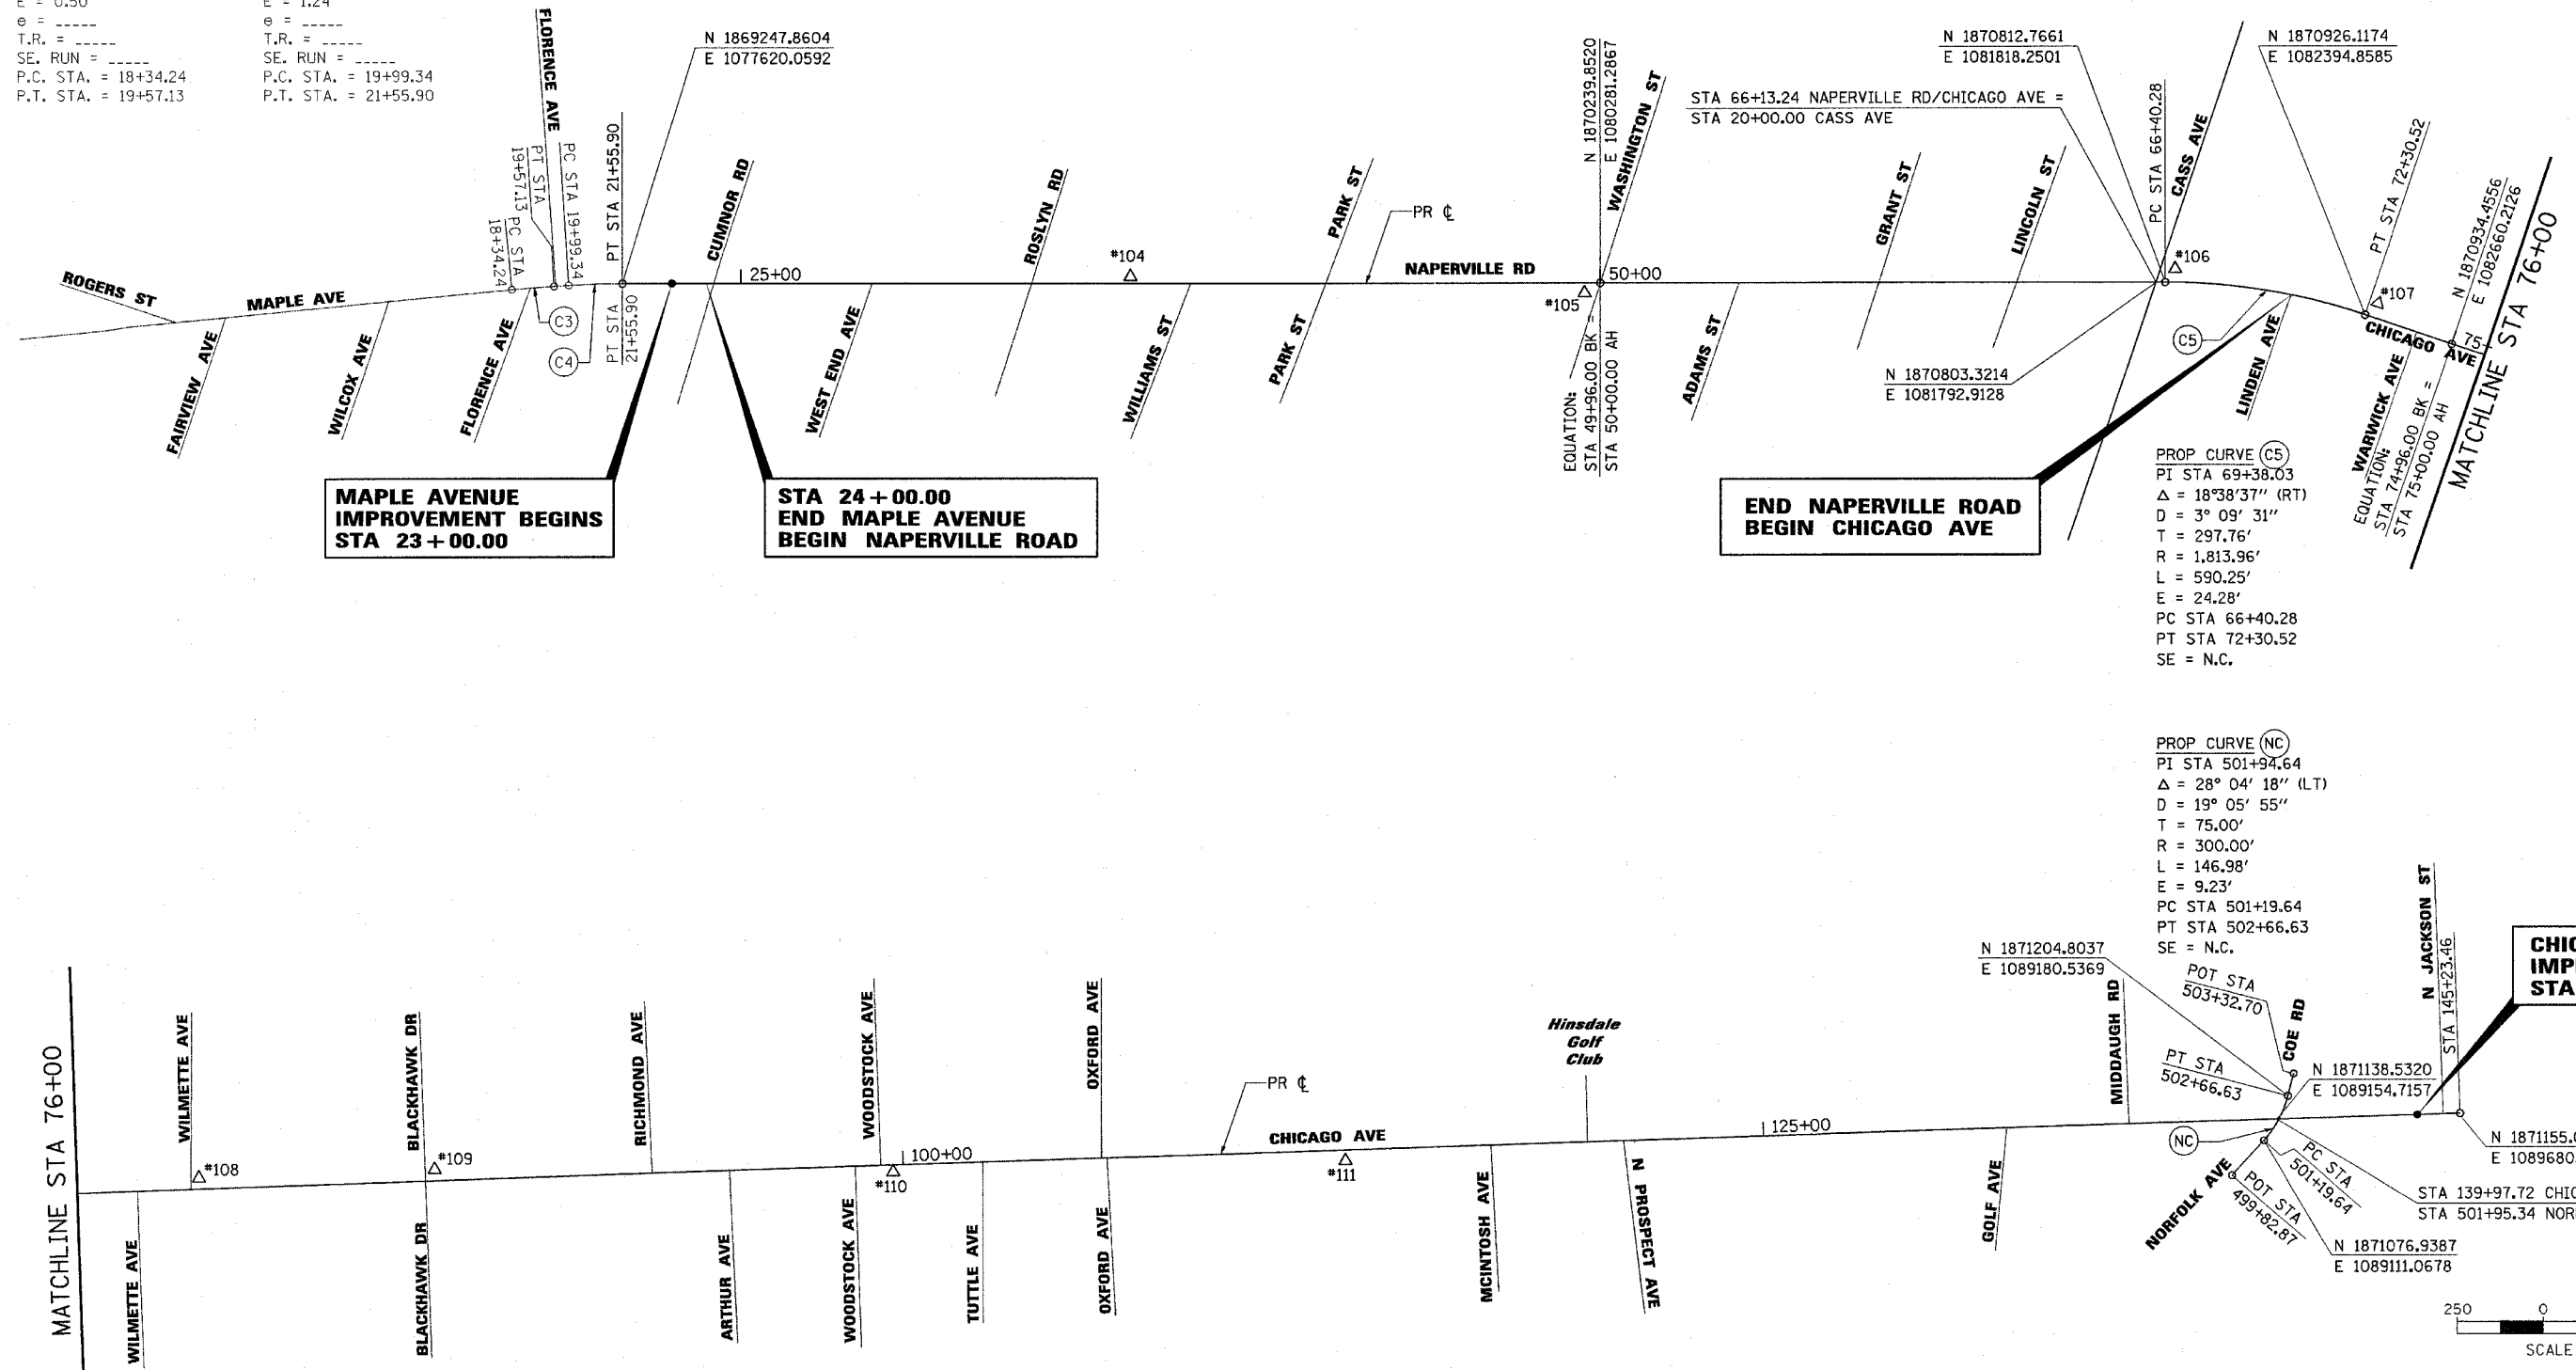 E = 0.50
e = -----
T.R. = -----
SE. RUN = -----
P.C. STA. = 18+34.24
P.T. STA. = 19+57.13
E = 1.24
e = -----
T.R. = -----
SE. RUN = -----
P.C. STA. = 19+99.34
P.T. STA. = 21+55.90
FLORENCE AVE
N 1869247.8604
E 1077620.0592
PC STA
18+34.24
PT STA
19+57.13
PC STA 19+99.34
PT STA 21+55.90
PT STA
21+55.90
ROGERS ST
MAPLE AVE
FAIRVIEW AVE
WILCOX AVE
FLORENCE AVE
C3
C4
CUMNOR RD
25+00
WEST END AVE
ROSLYN RD
#104
WILLIAMS ST
PARK ST
PARK ST
PR ℄
NAPERVILLE RD
#105
N 1870239.8520
E 1080281.2867
WASHINGTON ST
50+00
EQUATION:
STA 49+96.00 BK =
STA 50+00.00 AH
ADAMS ST
GRANT ST
LINCOLN ST
STA 66+13.24 NAPERVILLE RD/CHICAGO AVE =
STA 20+00.00 CASS AVE
N 1870812.7661
E 1081818.2501
PC STA 66+40.28
CASS AVE
#106
N 1870803.3214
E 1081792.9128
C5
LINDEN AVE
N 1870926.1174
E 1082394.8585
PT STA 72+30.52
#107
CHICAGO AVE
N 1870934.4556
E 1082660.2126
75
WARWICK AVE
EQUATION:
STA 74+96.00 BK =
STA 75+00.00 AH
MATCHLINE STA 76+00
MAPLE AVENUE
IMPROVEMENT BEGINS
STA 23+00.00
STA 24+00.00
END MAPLE AVENUE
BEGIN NAPERVILLE ROAD
END NAPERVILLE ROAD
BEGIN CHICAGO AVE
PROP CURVE C5
PI STA 69+38.03
Δ = 18°38'37'' (RT)
D = 3° 09' 31''
T = 297.76'
R = 1,813.96'
L = 590.25'
E = 24.28'
PC STA 66+40.28
PT STA 72+30.52
SE = N.C.
PROP CURVE NC
PI STA 501+94.64
Δ = 28° 04' 18'' (LT)
D = 19° 05' 55''
T = 75.00'
R = 300.00'
L = 146.98'
E = 9.23'
PC STA 501+19.64
PT STA 502+66.63
SE = N.C.
MATCHLINE STA 76+00
WILMETTE AVE
WILMETTE AVE
#108
BLACKHAWK DR
BLACKHAWK DR
#109
RICHMOND AVE
ARTHUR AVE
WOODSTOCK AVE
WOODSTOCK AVE
#110
100+00
TUTTLE AVE
OXFORD AVE
OXFORD AVE
PR ℄
CHICAGO AVE
#111
MCINTOSH AVE
Hinsdale
Golf
Club
N PROSPECT AVE
125+00
GOLF AVE
MIDDAUGH RD
N 1871204.8037
E 1089180.5369
POT STA
503+32.70
COE RD
PT STA
502+66.63
N 1871138.5320
E 1089154.7157
NC
NORFOLK AVE
PC STA
501+19.64
POT STA
499+82.87
N 1871076.9387
E 1089111.0678
STA 139+97.72 CHIC
STA 501+95.34 NOR
N JACKSON ST
STA 145+23.46
CHIC
IMP
STA
N 1871155.
E 1089680.
250 0
SCALE